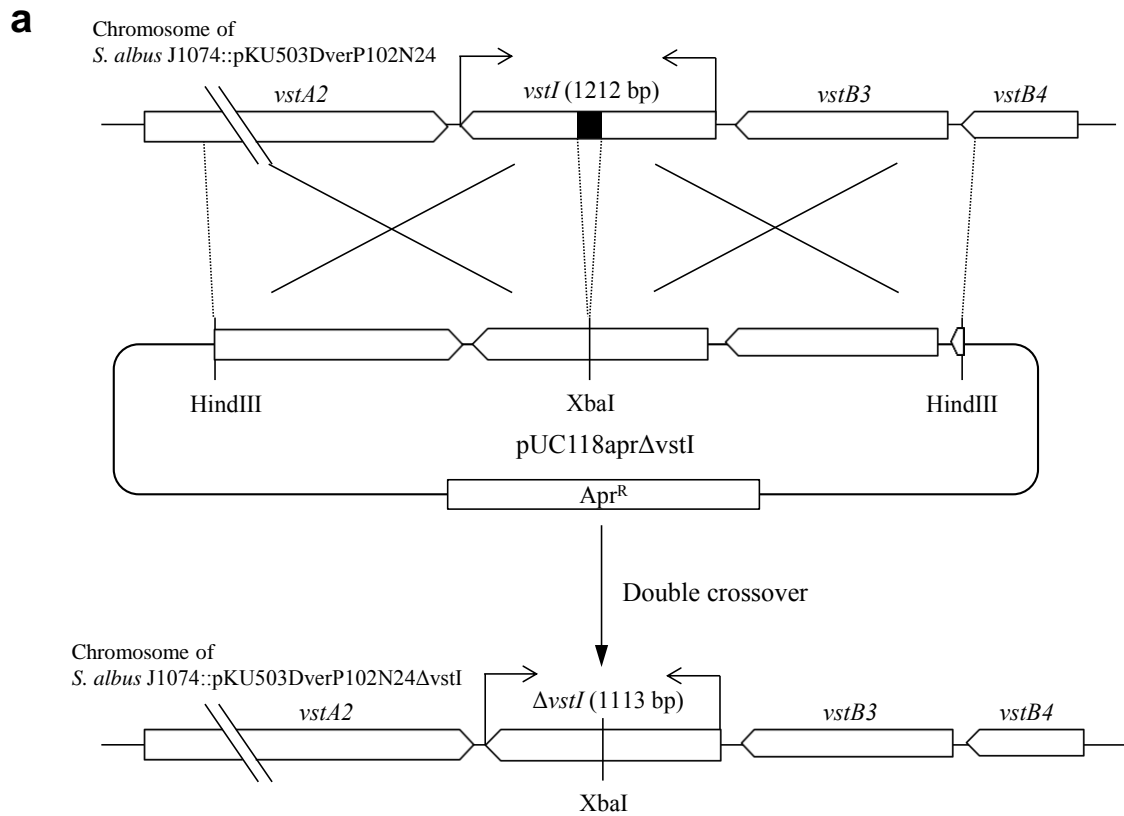 a
Chromosome of
S. albus J1074::pKU503DverP102N24
vstA2
vstI (1212 bp)
vstB3
vstB4
HindIII
XbaI
HindIII
pUC118aprΔvstI
Apr^R
Double crossover
Chromosome of
S. albus J1074::pKU503DverP102N24ΔvstI
vstA2
ΔvstI (1113 bp)
vstB3
vstB4
XbaI